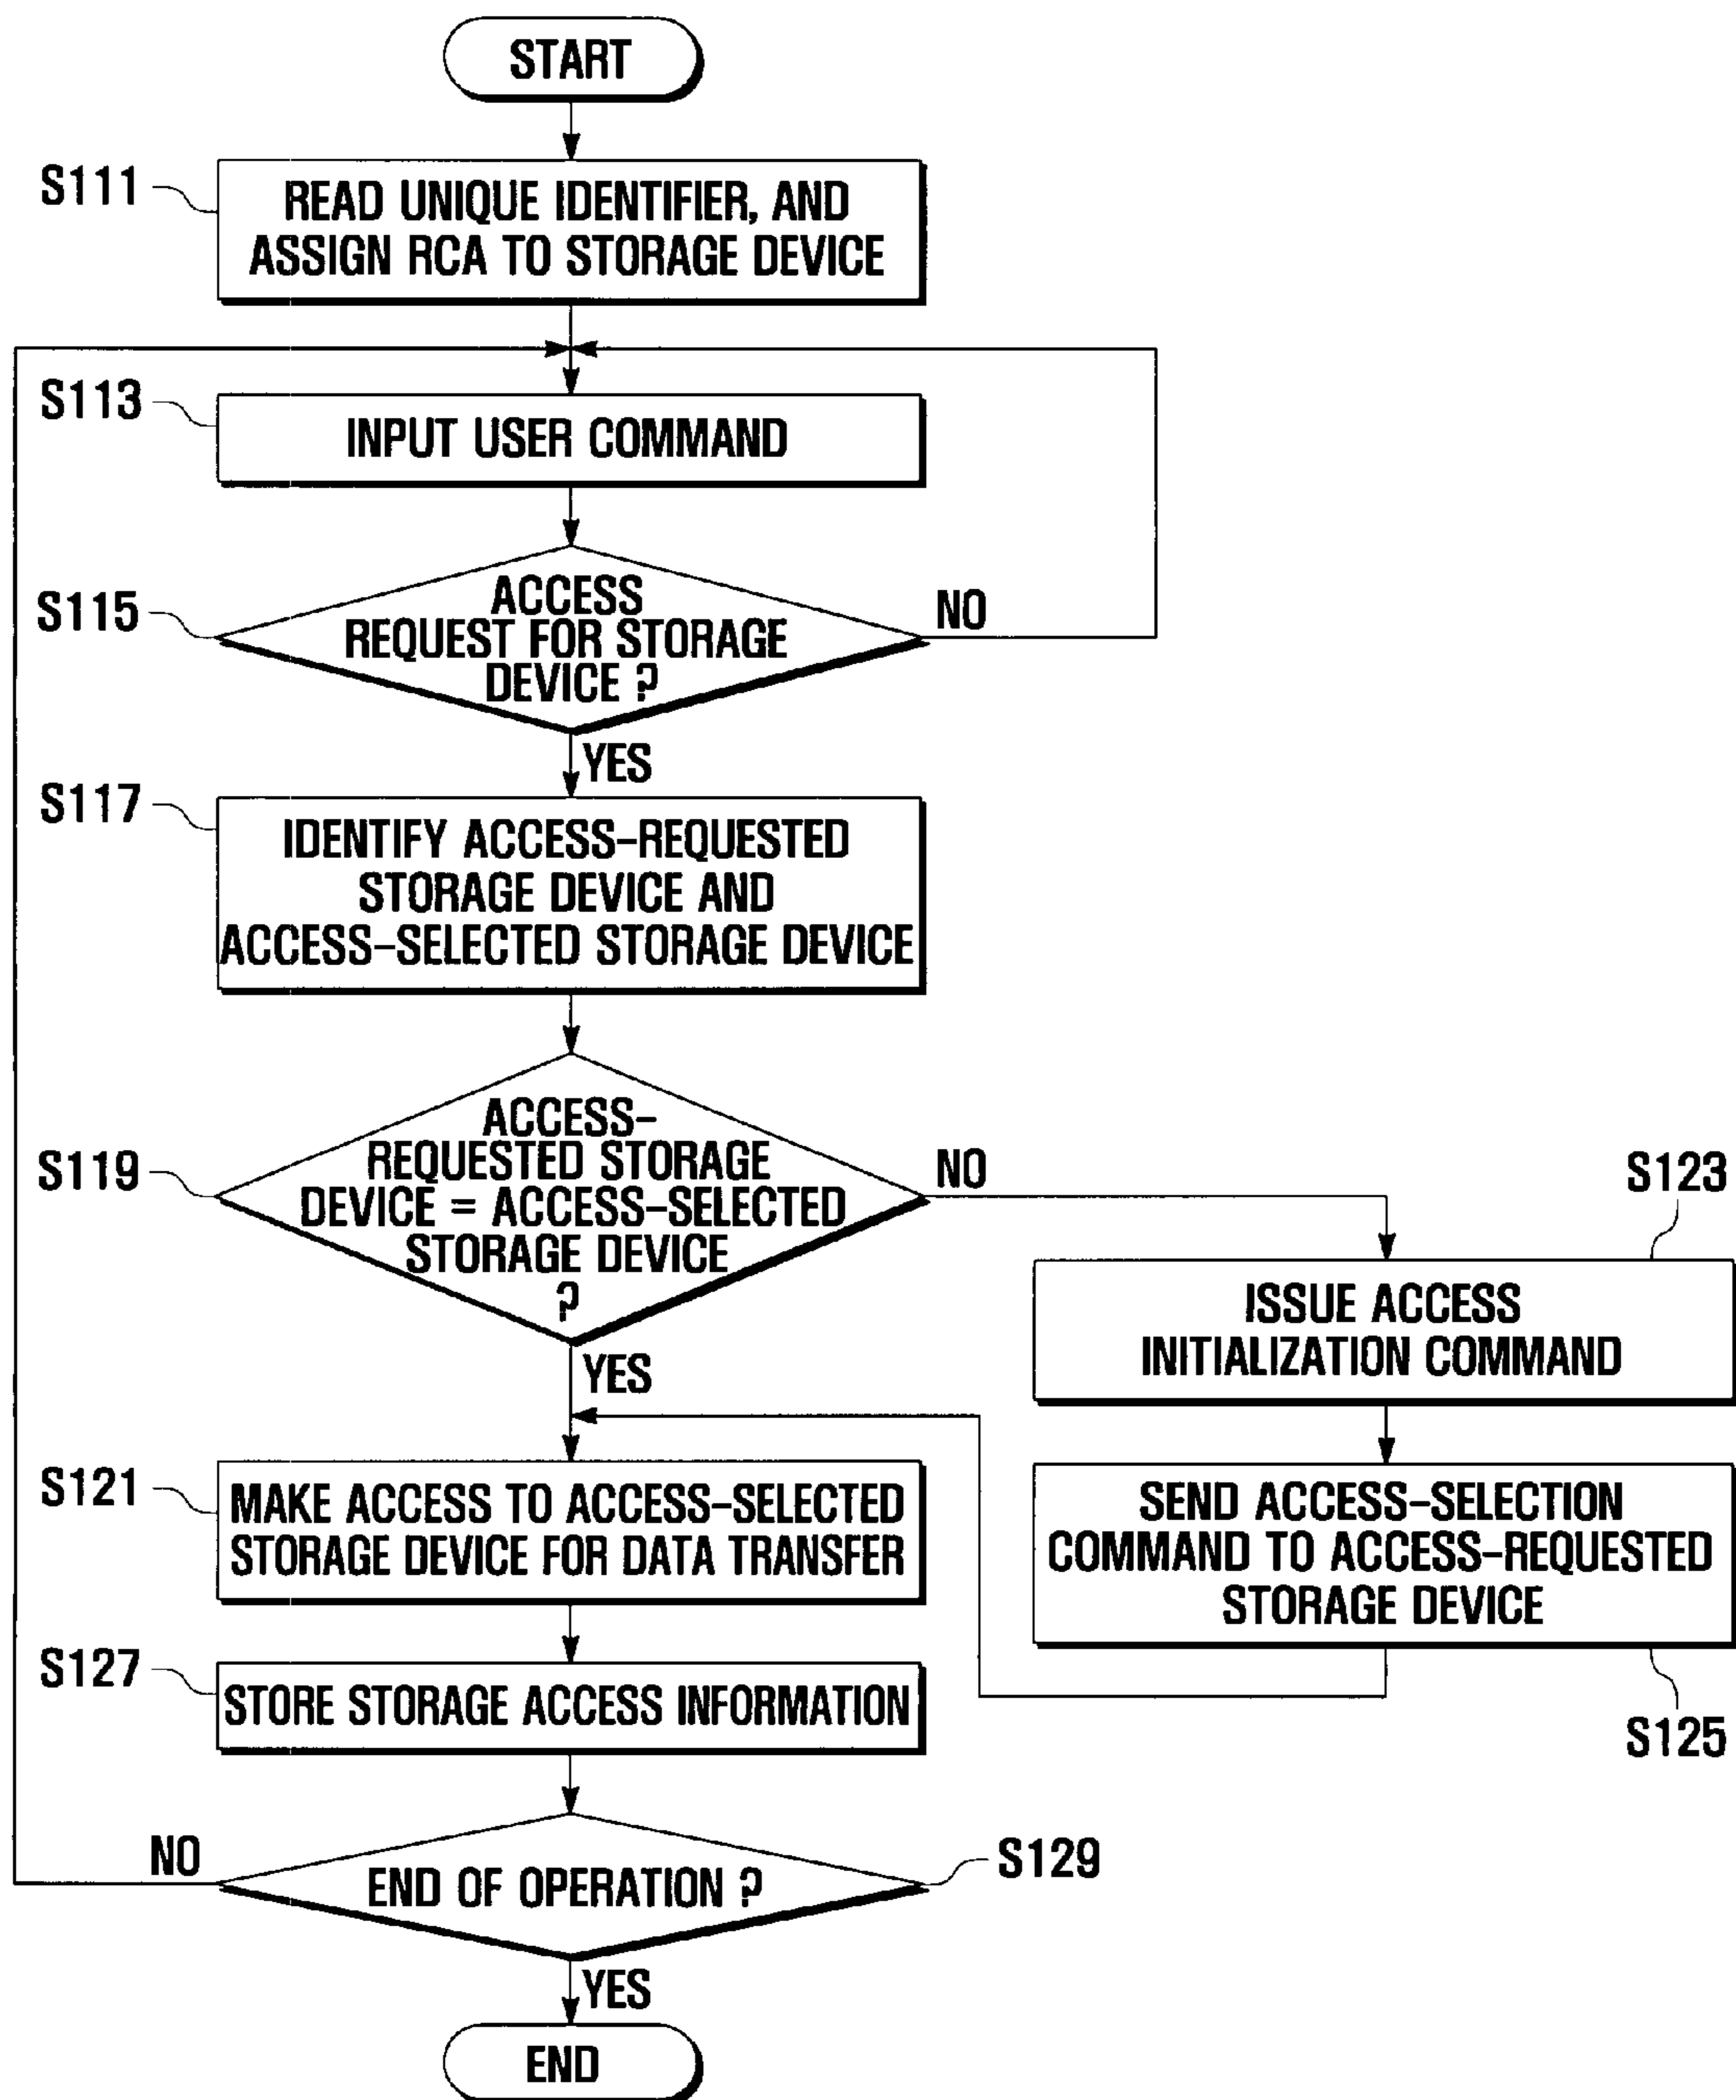 START
S111
READ UNIQUE IDENTIFIER, AND
ASSIGN RCA TO STORAGE DEVICE
S113
INPUT USER COMMAND
S115
ACCESS
REQUEST FOR STORAGE
DEVICE ?
NO
YES
S117
IDENTIFY ACCESS-REQUESTED
STORAGE DEVICE AND
ACCESS-SELECTED STORAGE DEVICE
S119
ACCESS-
REQUESTED STORAGE
DEVICE = ACCESS-SELECTED
STORAGE DEVICE
?
NO
YES
S123
ISSUE ACCESS
INITIALIZATION COMMAND
S121
MAKE ACCESS TO ACCESS-SELECTED
STORAGE DEVICE FOR DATA TRANSFER
SEND ACCESS-SELECTION
COMMAND TO ACCESS-REQUESTED
STORAGE DEVICE
S125
S127
STORE STORAGE ACCESS INFORMATION
NO
END OF OPERATION ?
S129
YES
END